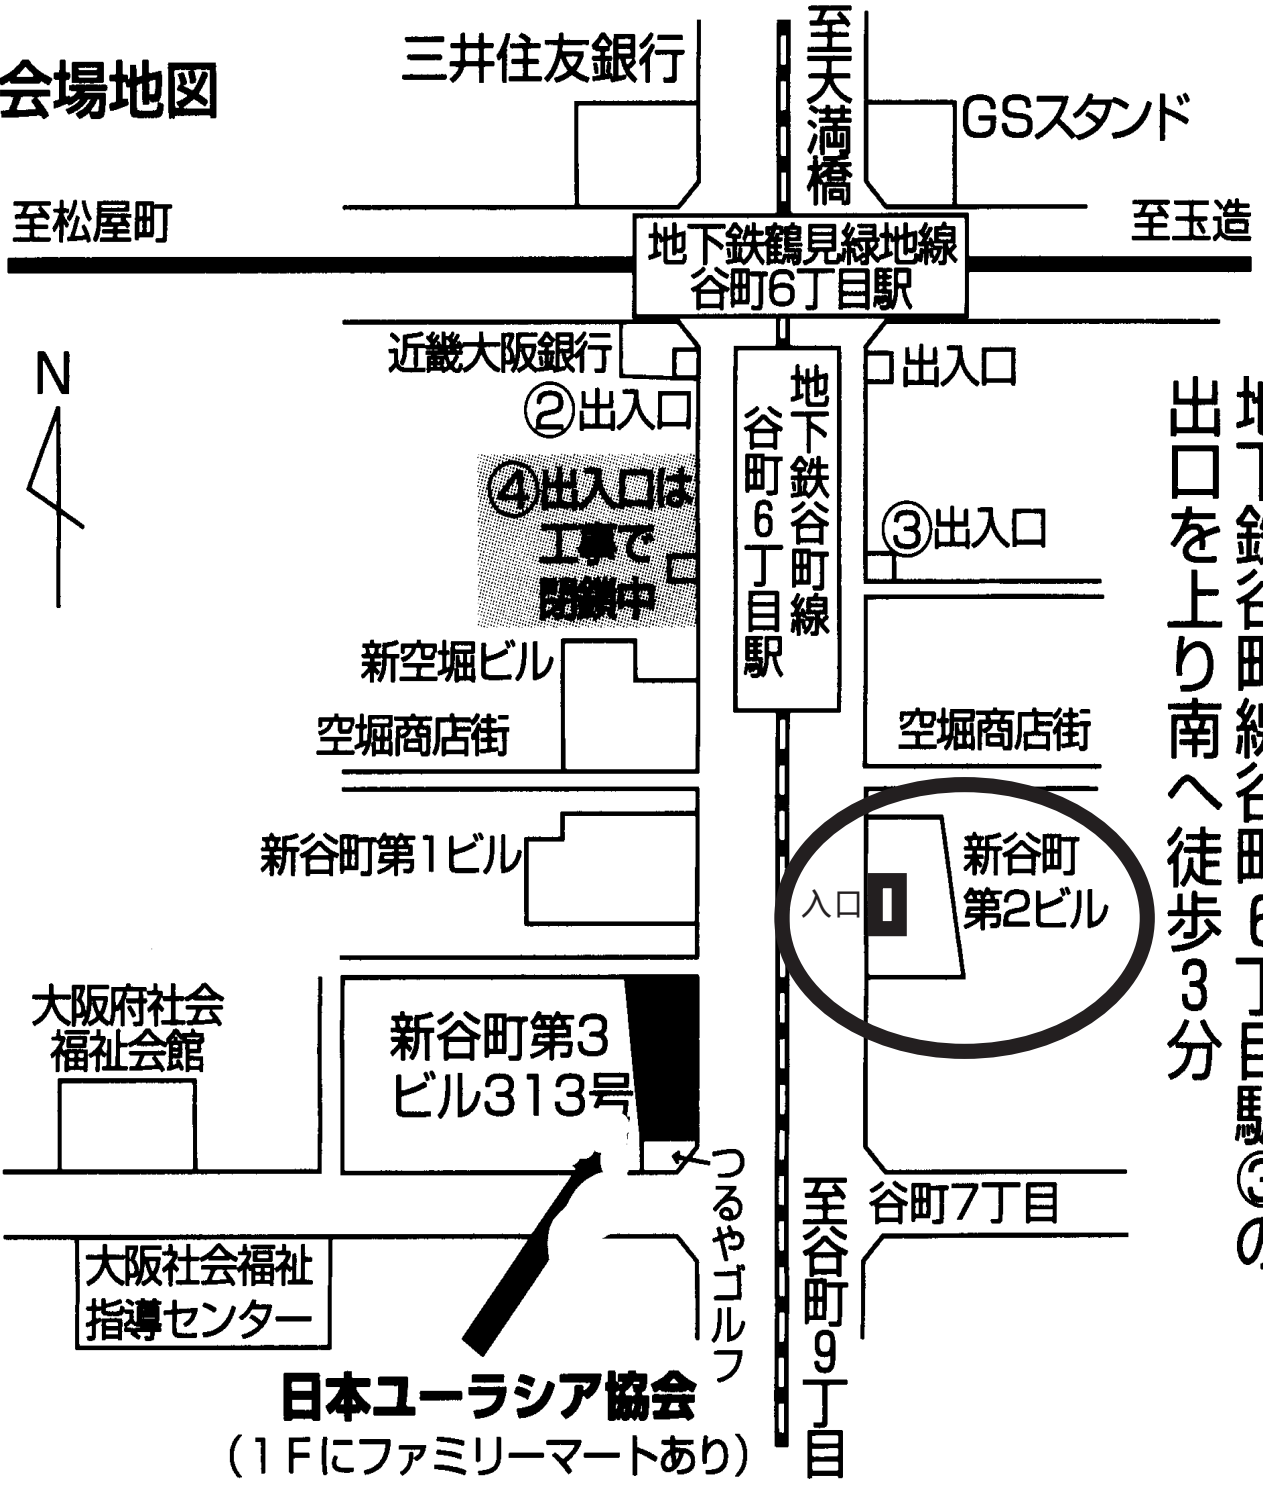 会場地図
三井住友銀行
至天満橋
GSスタンド
至松屋町
至玉造
地下鉄鶴見緑地線
谷町6丁目駅
近畿大阪銀行
②出入口
出入口
地下鉄谷町線
谷町6丁目駅
④出入口は
工事で
閉鎖中
③出入口
N
新空堀ビル
空堀商店街
空堀商店街
新谷町第1ビル
新谷町
第2ビル
入口
大阪府社会
福祉会館
新谷町第3
ビル313号
つるやゴルフ
至谷町9丁目
谷町7丁目
大阪社会福祉
指導センター
日本ユーラシア協会
(1Fにファミリーマートあり)
地下鉄谷町線谷町6丁目駅③の
出口を上り南へ徒歩3分